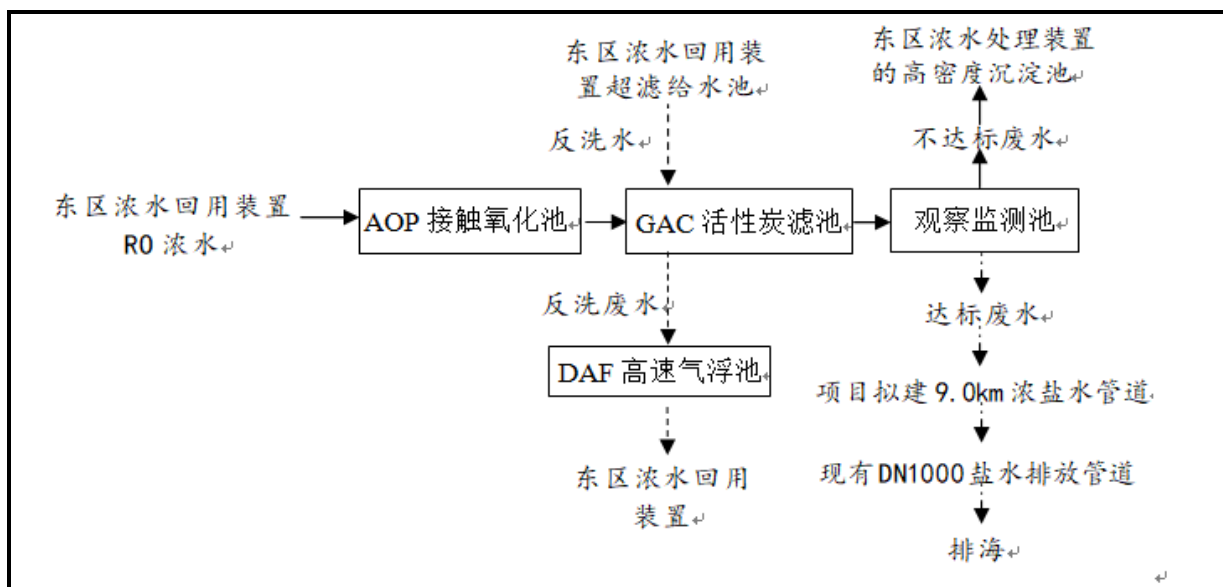 东区浓水回用装
置超滤给水池
东区浓水处理装置
的高密度沉淀池
反洗水
不达标废水
东区浓水回用装置
RO 浓水
AOP 接触氧化池
GAC 活性炭滤池
观察监测池
反洗废水
达标废水
DAF 高速气浮池
项目拟建 9.0km 浓盐水管道
东区浓水回用
装置
现有 DN1000 盐水排放管道
排海